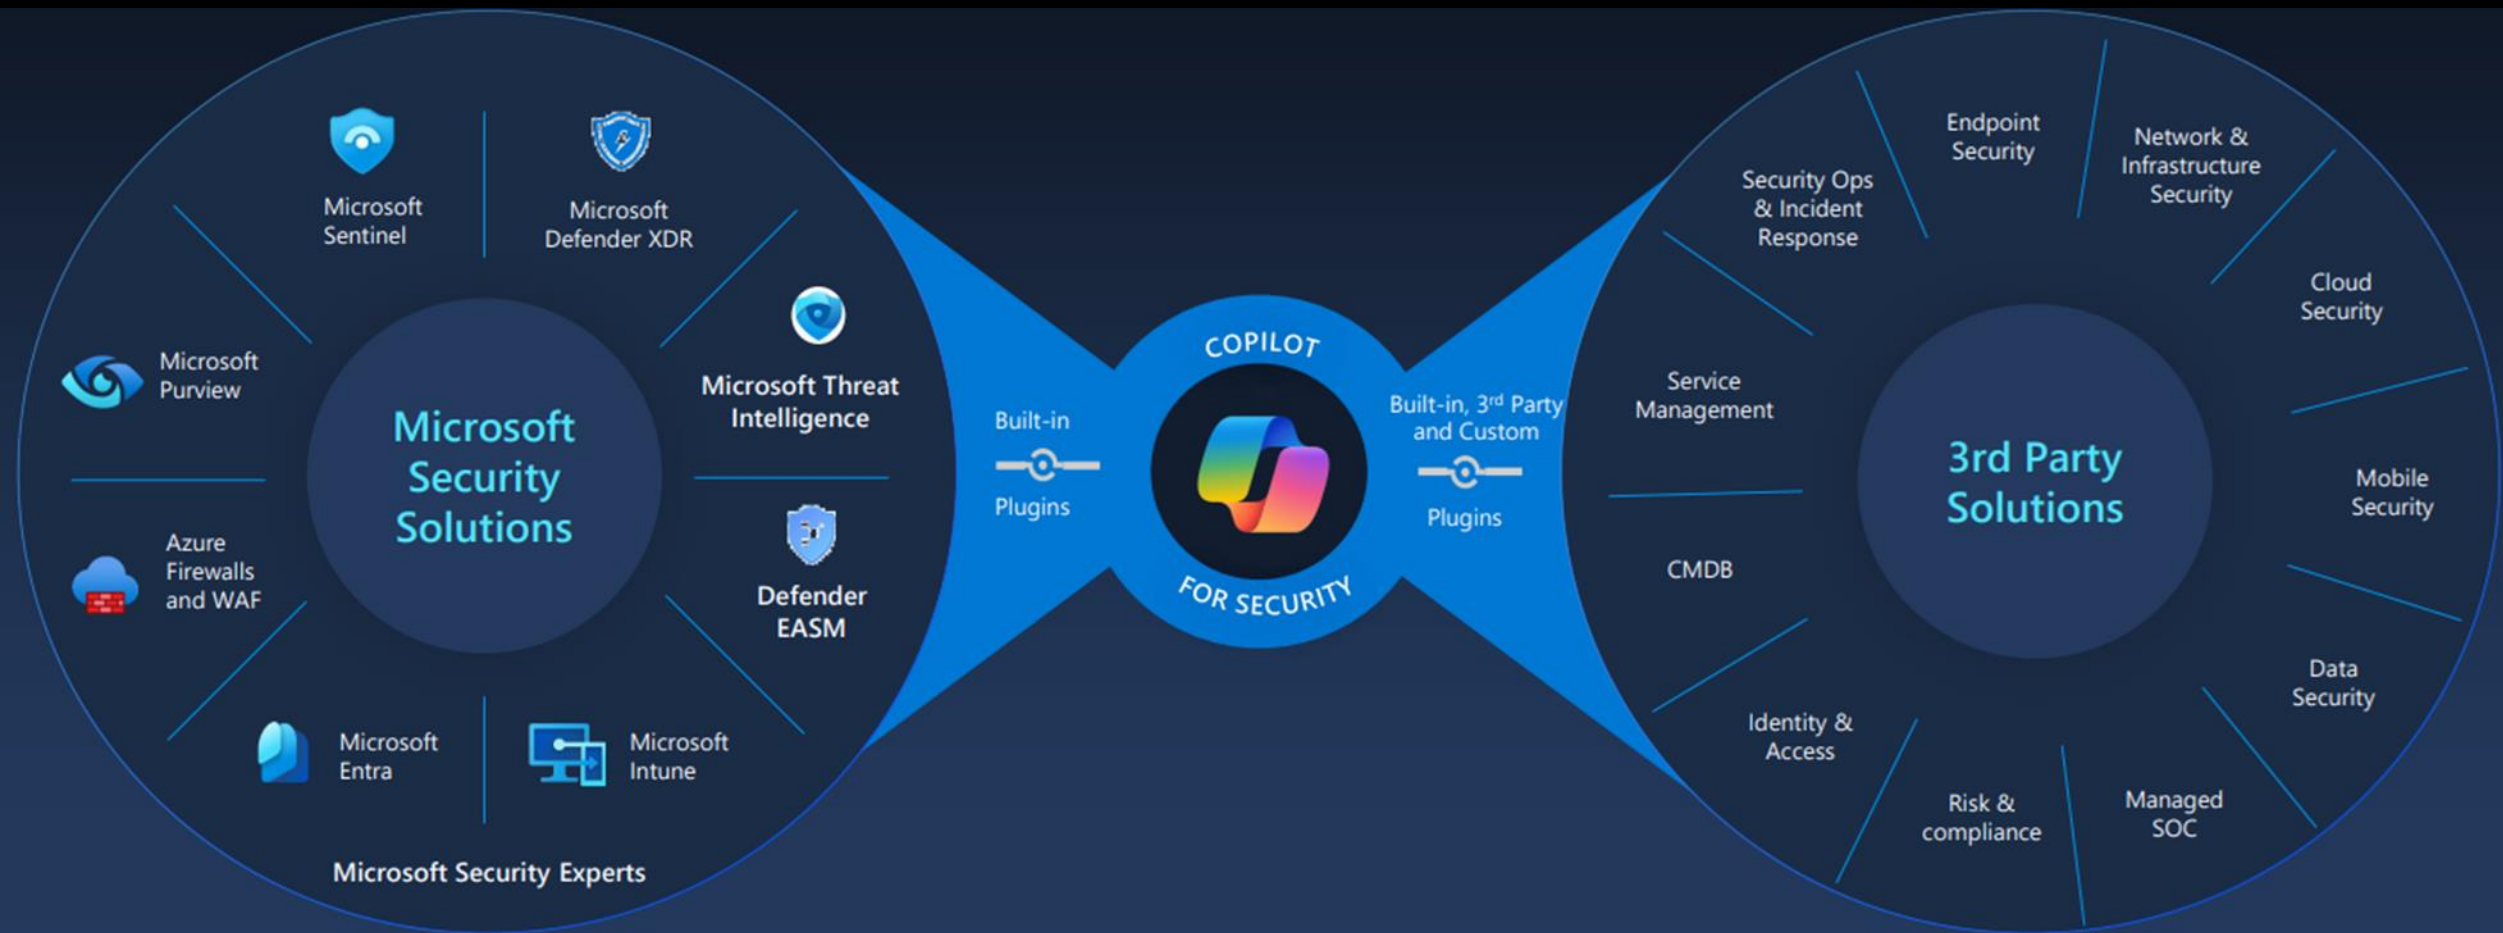 Microsoft
Sentinel
Microsoft
Defender XDR
Microsoft
Purview
Microsoft Threat
Intelligence
Microsoft
Security
Solutions
Azure
Firewalls
and WAF
Defender
EASM
Microsoft
Entra
Microsoft
Intune
Microsoft Security Experts
Built-in
Plugins
COPILOT
FOR SECURITY
Built-in, 3rd Party
and Custom
Plugins
Security Ops
& Incident
Response
Endpoint
Security
Network &
Infrastructure
Security
Cloud
Security
Service
Management
3rd Party
Solutions
Mobile
Security
CMDB
Data
Security
Identity &
Access
Risk &
compliance
Managed
SOC